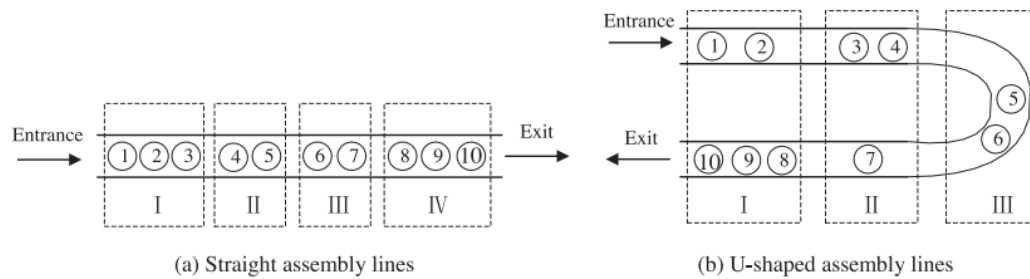 Entrance
① ② ③ ④ ⑤ ⑥ ⑦ ⑧ ⑨ ⑩
Exit
I II III IV
(a) Straight assembly lines
Entrance
① ② ③ ④
⑤
⑥
Exit
⑩ ⑨ ⑧ ⑦
I II III
(b) U-shaped assembly lines